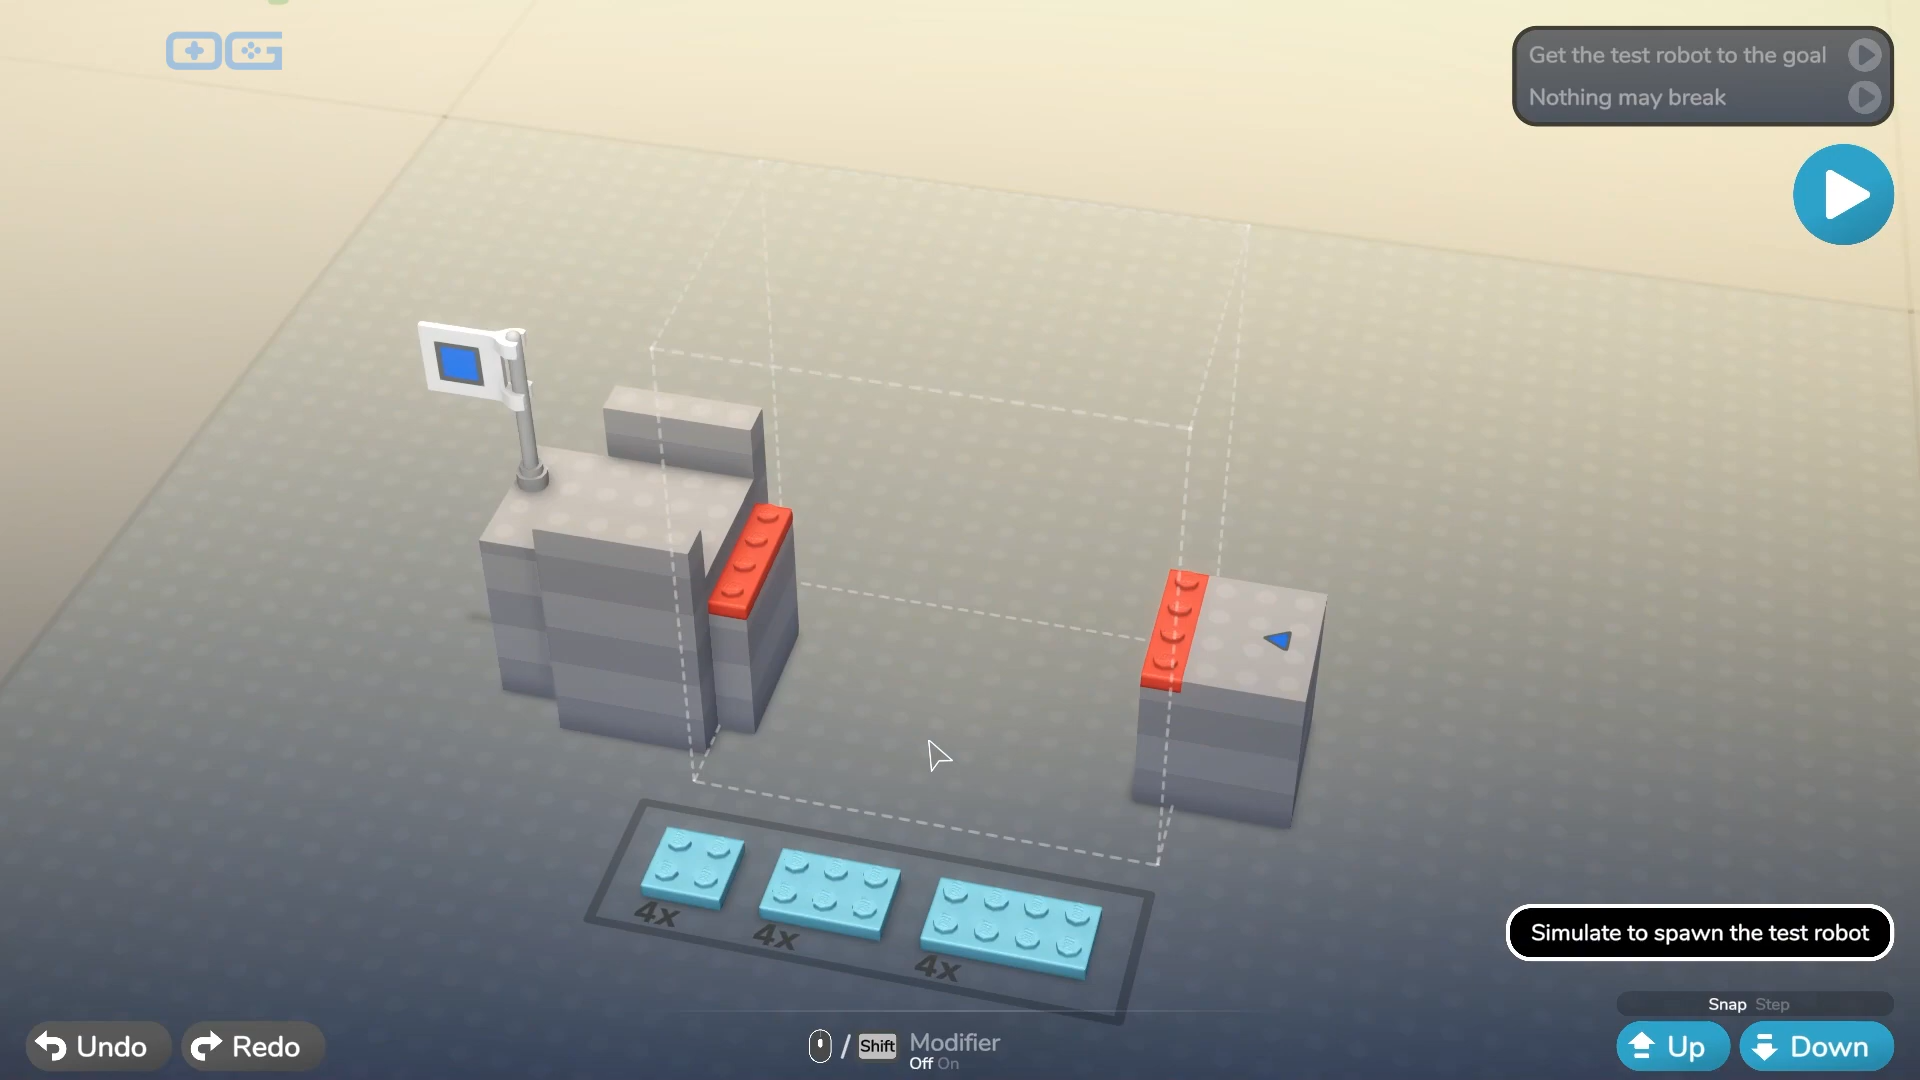 OG
Get the test robot to the goal
Nothing may break
4x
4x
4x
Simulate to spawn the test robot
Snap Step
Undo
Redo
/ Shift Modifier
Off On
Up
Down